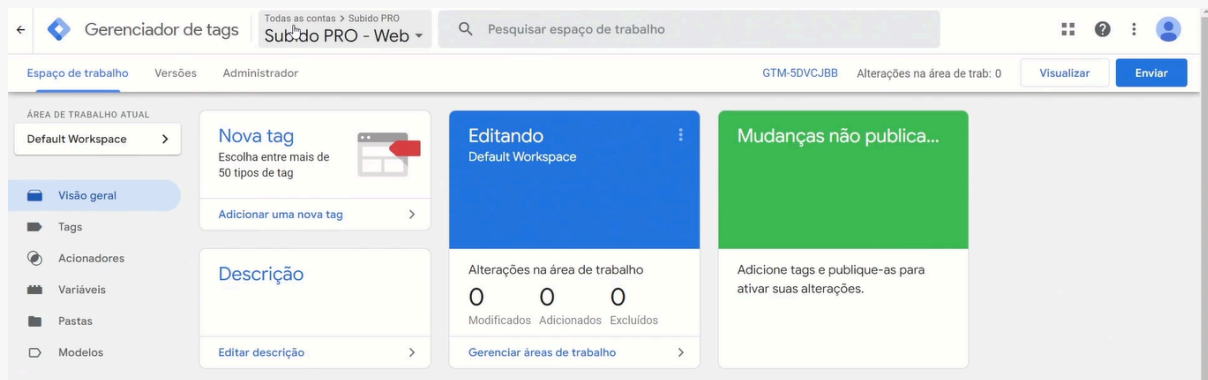 Gerenciador de tags
Todas as contas > Subido PRO
Subido PRO - Web
Pesquisar espaço de trabalho
Espaço de trabalho
Versões
Administrador
GTM-5DVCJBB
Alterações na área de trab: 0
Visualizar
Enviar
ÁREA DE TRABALHO ATUAL
Default Workspace
Visão geral
Tags
Acionadores
Variáveis
Pastas
Modelos
Nova tag
Escolha entre mais de
50 tipos de tag
Adicionar uma nova tag
Descrição
Editar descrição
Editando
Default Workspace
Alterações na área de trabalho
0 0 0
Modificados Adicionados Excluídos
Gerenciar áreas de trabalho
Mudanças não publica...
Adicione tags e publique-as para
ativar suas alterações.